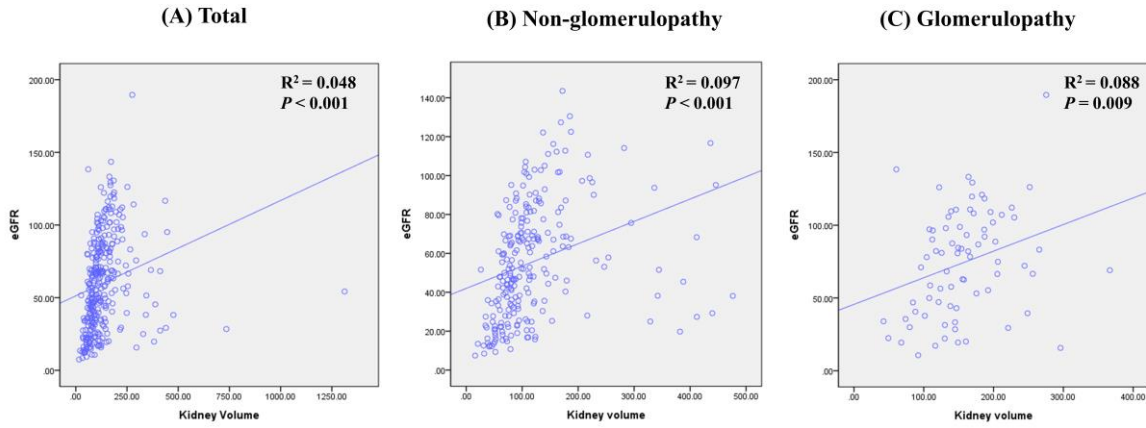 (A) Total
R² = 0.048
P < 0.001
200.00
150.00
100.00
50.00
.00
eGFR
.00 250.00 500.00 750.00 1000.00 1250.00
Kidney Volume
(B) Non-glomerulopathy
R² = 0.097
P < 0.001
140.00
120.00
100.00
80.00
60.00
40.00
20.00
.00
eGFR
.00 100.00 200.00 300.00 400.00 500.00
Kidney volume
(C) Glomerulopathy
R² = 0.088
P = 0.009
200.00
150.00
100.00
50.00
.00
eGFR
.00 100.00 200.00 300.00 400.00
Kidney volume